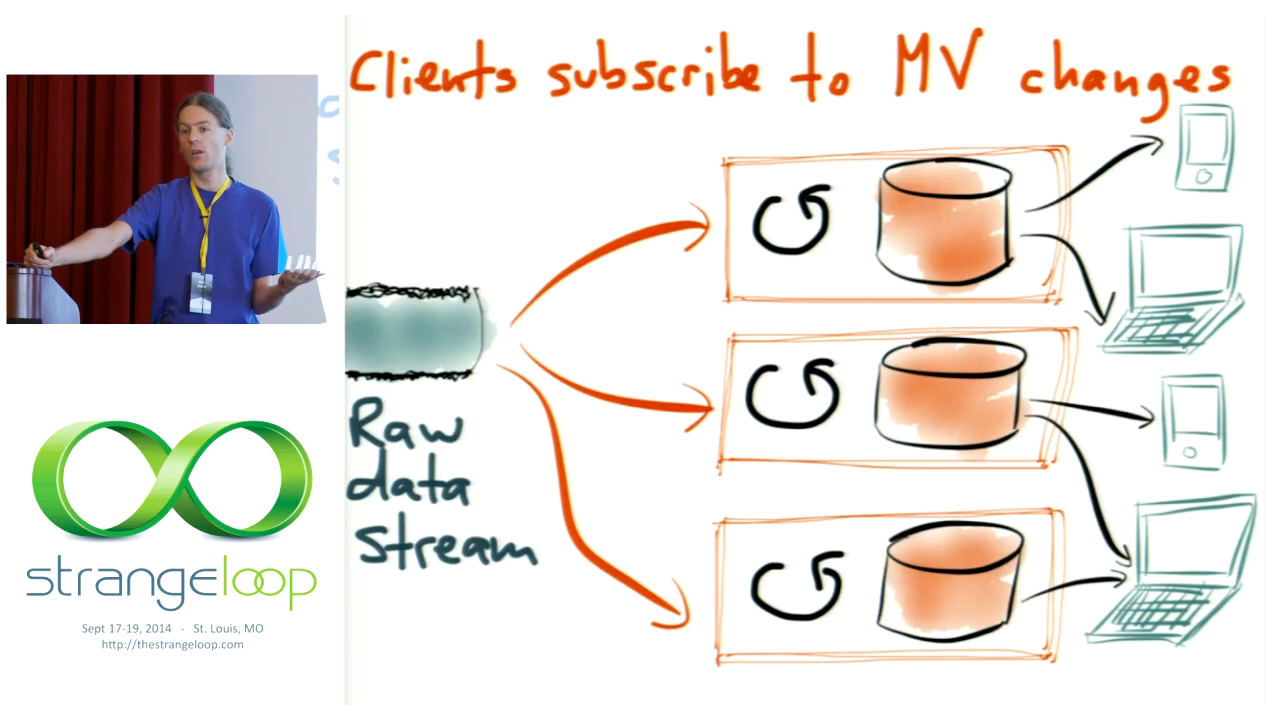 Clients subscribe to MV changes
Raw
data
stream
strangeloop
Sept 17-19, 2014 - St. Louis, MO
http://thestrangeloop.com